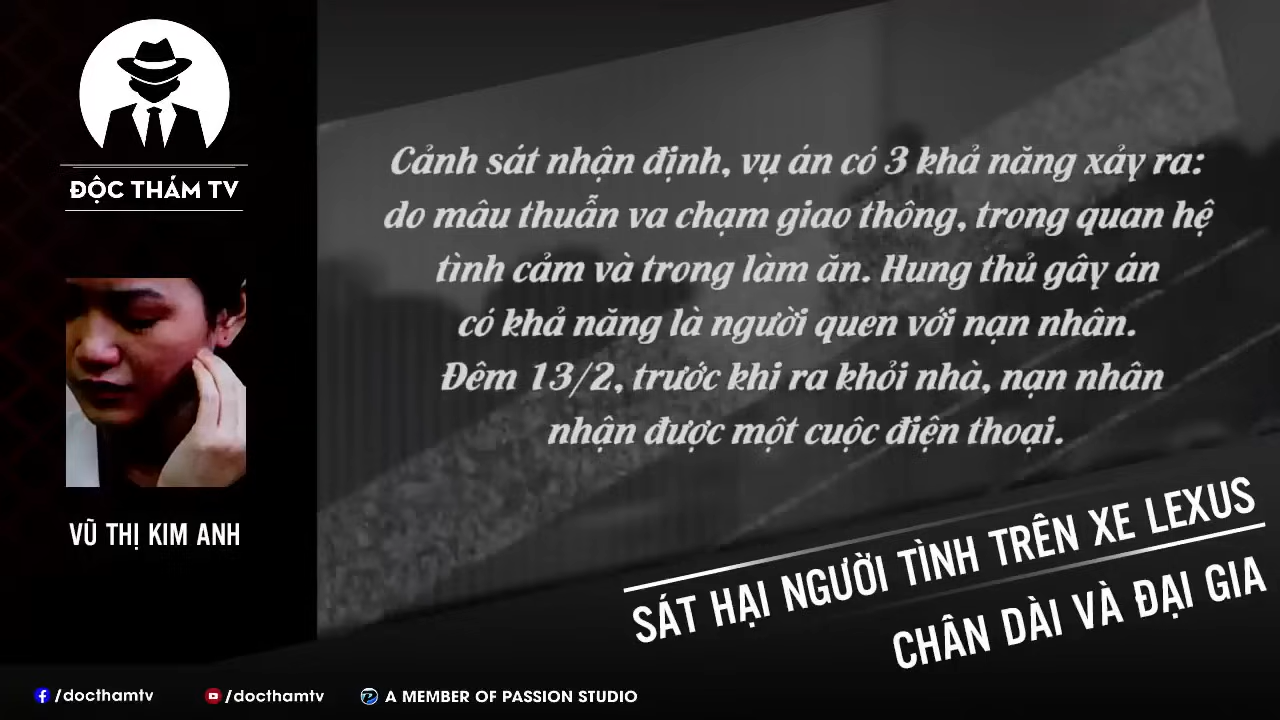 ĐỘC THÁM TV
Cảnh sát nhận định, vụ án có 3 khả năng xảy ra:
do mâu thuẫn va chạm giao thông, trong quan hệ
tình cảm và trong làm ăn. Hung thủ gây án
có khả năng là người quen với nạn nhân.
Đêm 13/2, trước khi ra khỏi nhà, nạn nhân
nhận được một cuộc điện thoại.
VŨ THỊ KIM ANH
SÁT HẠI NGƯỜI TÌNH TRÊN XE LEXUS
CHÂN DÀI VÀ ĐẠI GIA
/docthamtv
/docthamtv
A MEMBER OF PASSION STUDIO